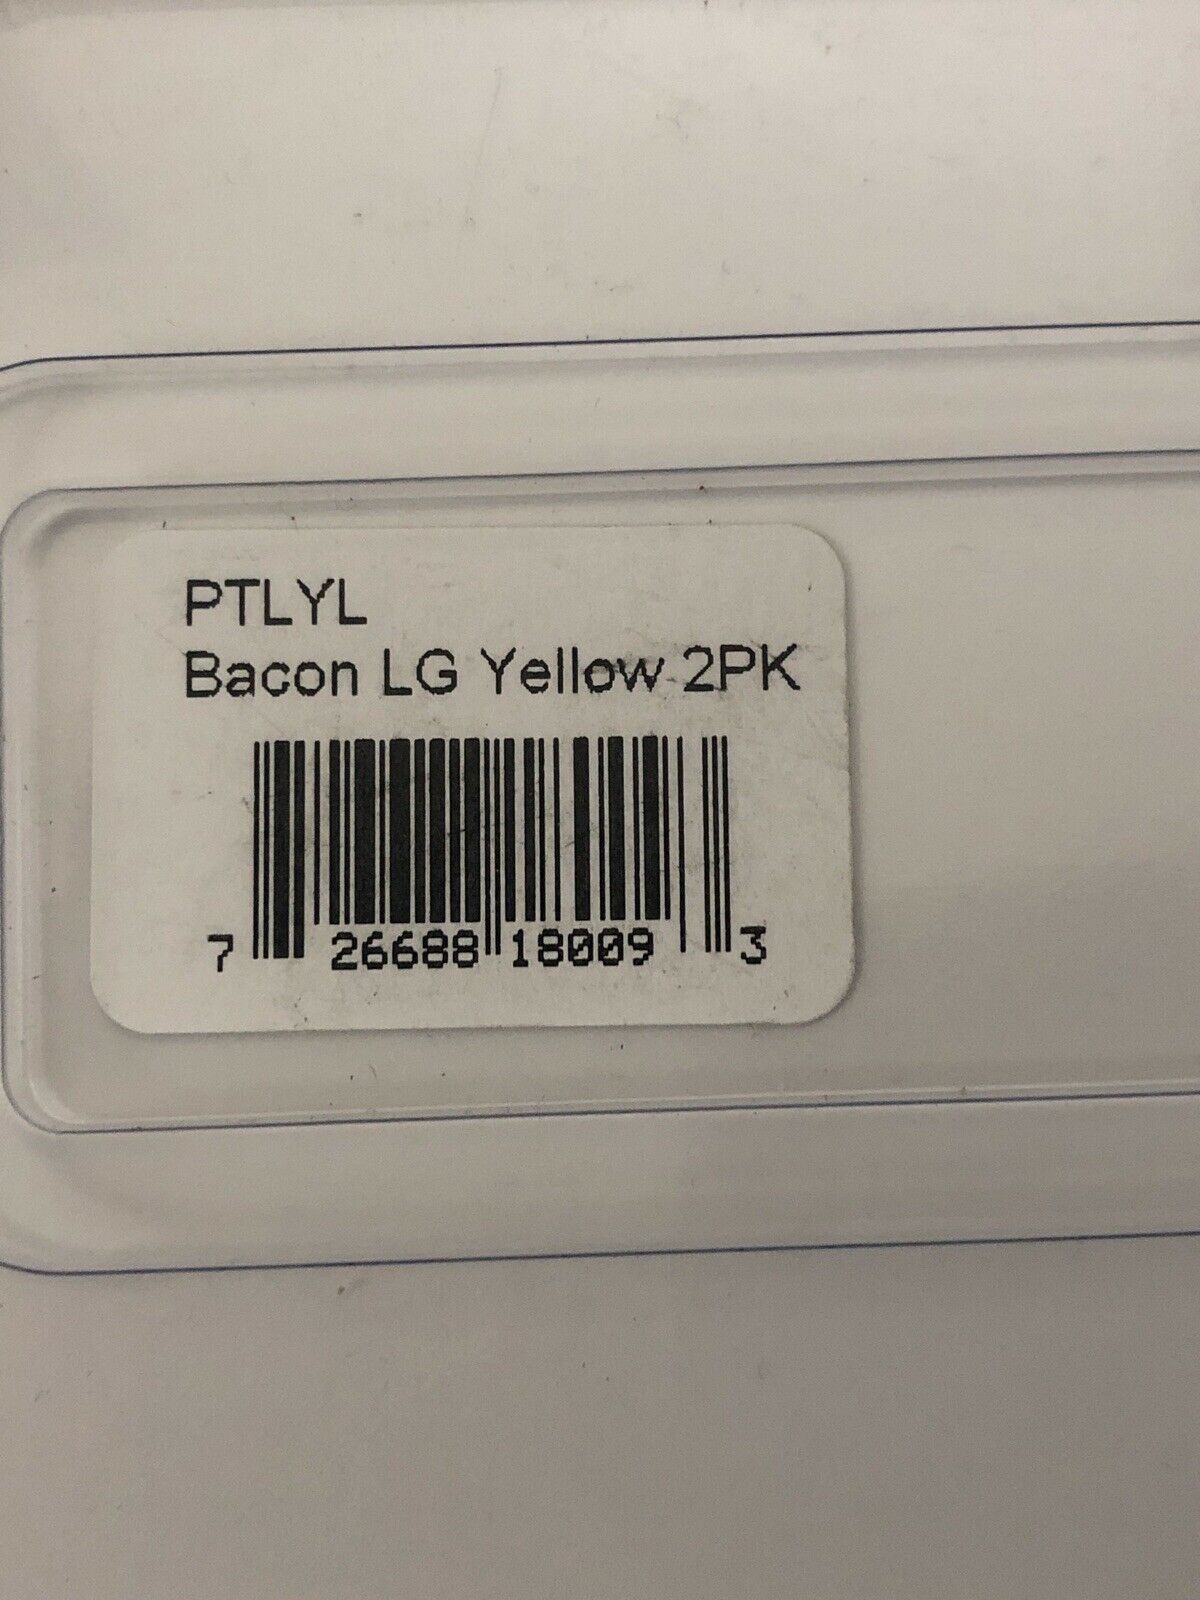 PTLYL
Bacon LG Yellow 2PK
7 26688 18009 3